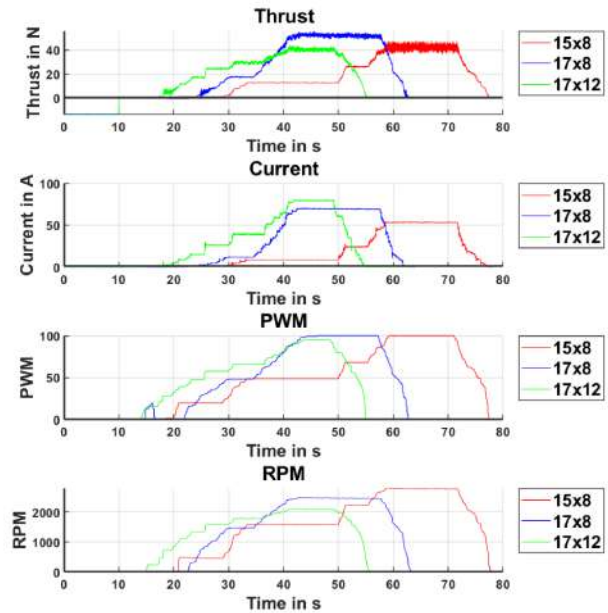 Thrust
Thrust in N
40
20
0
0 10 20 30 40 50 60 70 80
Time in s
15x8
17x8
17x12
Current
Current in A
100
50
0
0 10 20 30 40 50 60 70 80
Time in s
15x8
17x8
17x12
PWM
PWM
100
50
0
0 10 20 30 40 50 60 70 80
Time in s
15x8
17x8
17x12
RPM
RPM
2000
1000
0
0 10 20 30 40 50 60 70 80
Time in s
15x8
17x8
17x12